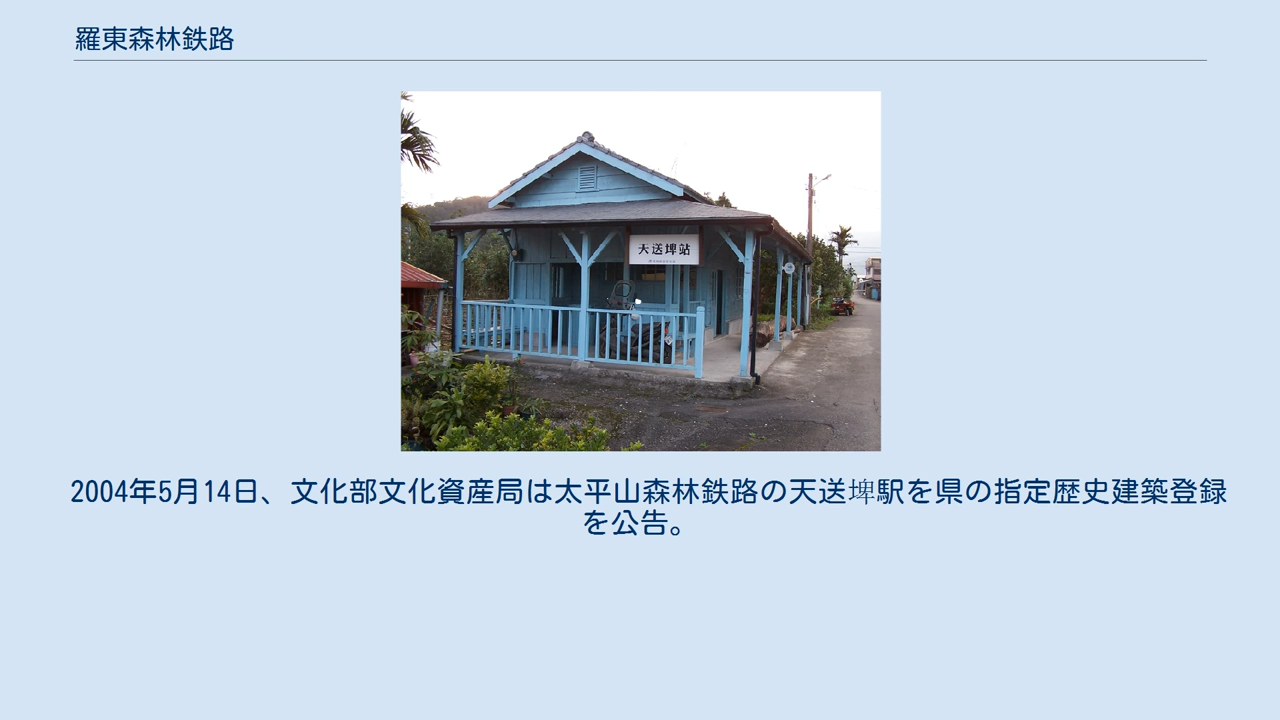 羅東森林鉄路
天送埤站
2004年5月14日、文化部文化資産局は太平山森林鉄路の天送埤駅を県の指定歴史建築登録
を公告。